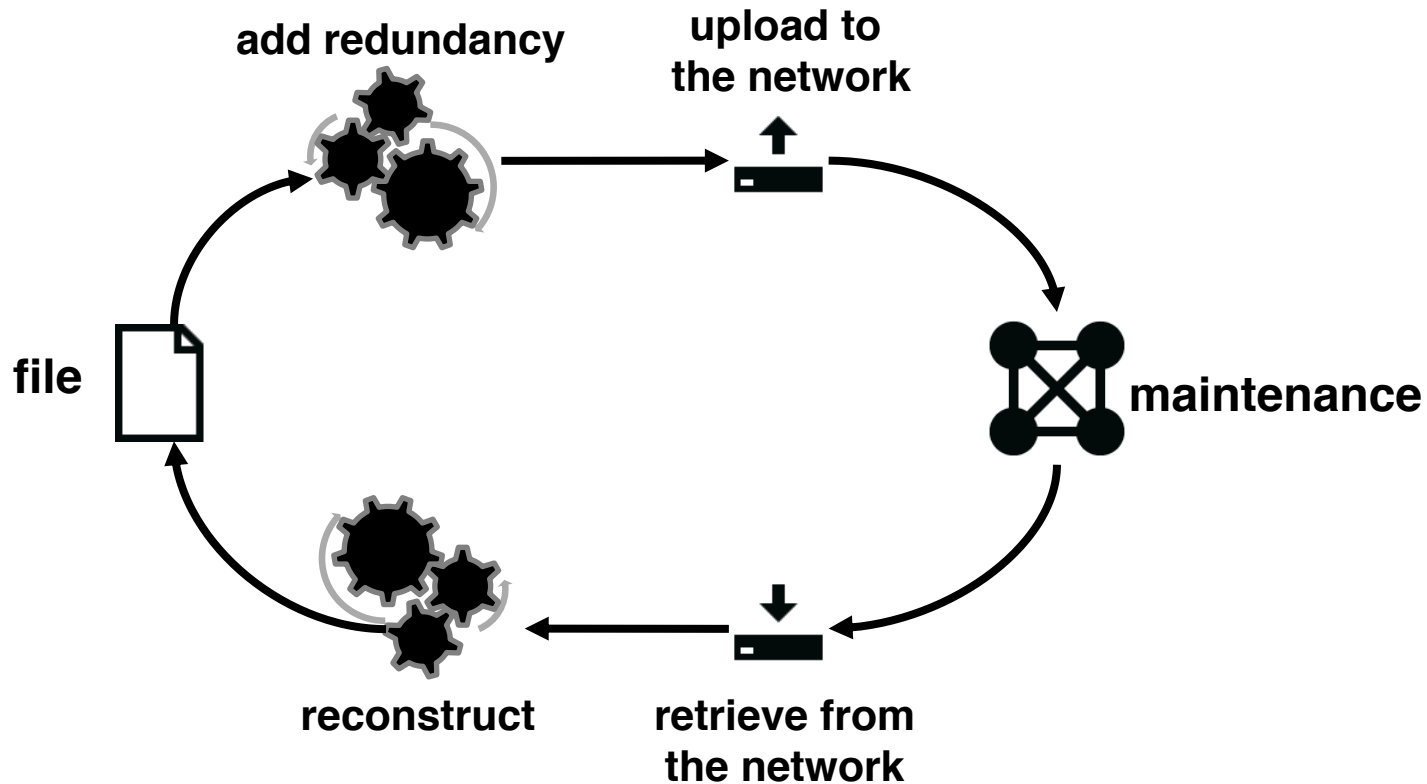 add redundancy
upload to
the network
file
maintenance
reconstruct
retrieve from
the network